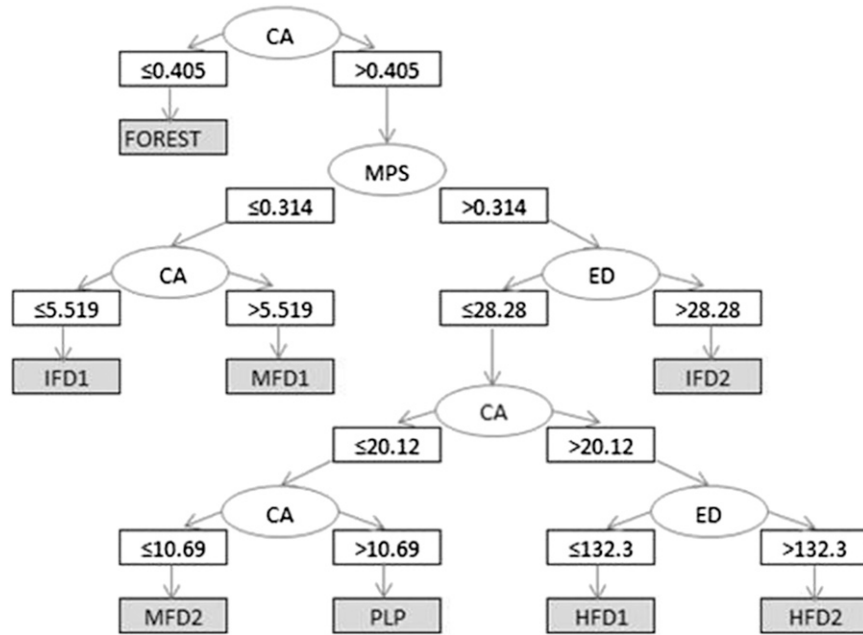 CA
≤0.405 >0.405
FOREST
MPS
≤0.314 >0.314
CA ED
≤5.519 >5.519 ≤28.28 >28.28
IFD1 MFD1 IFD2
CA
≤20.12 >20.12
CA ED
≤10.69 >10.69 ≤132.3 >132.3
MFD2 PLP HFD1 HFD2